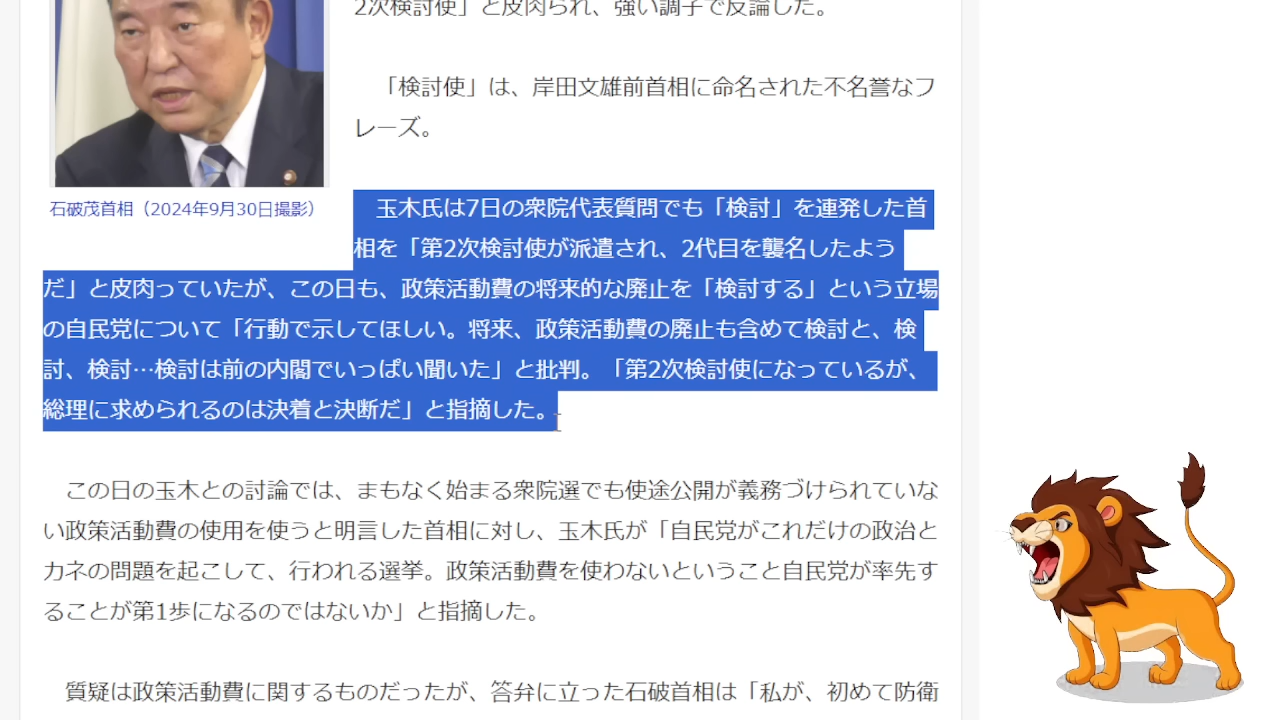 2次検討使」と皮肉られ、強い調子で反論した。
「検討使」は、岸田文雄前首相に命名された不名誉なフ
レーズ。
石破茂首相（2024年9月30日撮影）
玉木氏は7日の衆院代表質問でも「検討」を連発した首
相を「第2次検討使が派遣され、2代目を襲名したよう
だ」と皮肉っていたが、この日も、政策活動費の将来的な廃止を「検討する」という立場
の自民党について「行動で示してほしい。将来、政策活動費の廃止も含めて検討と、検
討、検討…検討は前の内閣でいっぱい聞いた」と批判。「第2次検討使になっているが、
総理に求められるのは決着と決断だ」と指摘した。
この日の玉木との討論では、まもなく始まる衆院選でも使途公開が義務づけられていな
い政策活動費の使用を使うと明言した首相に対し、玉木氏が「自民党がこれだけの政治と
カネの問題を起こして、行われる選挙。政策活動費を使わないということ自民党が率先す
ることが第1歩になるのではないか」と指摘した。
質疑は政策活動費に関するものだったが、答弁に立った石破首相は「私が、初めて防衛